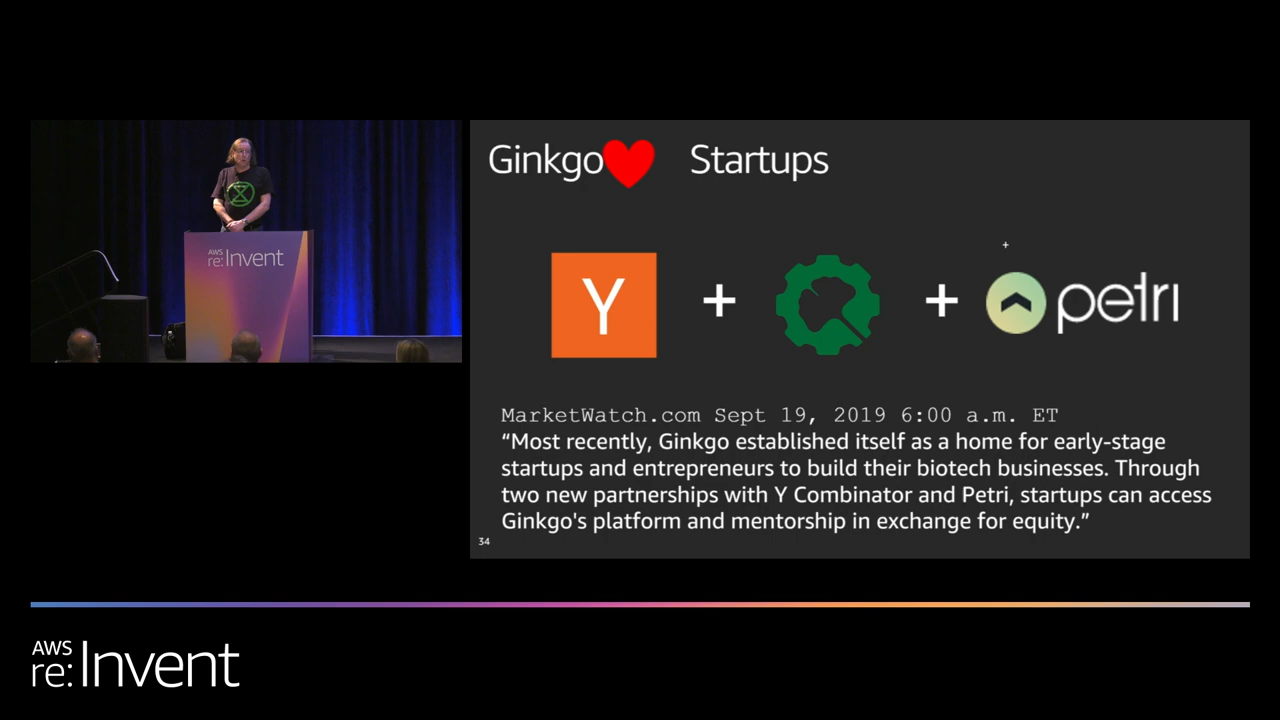 Ginkgo Startups
AWS
re:Invent
Y + + petri
MarketWatch.com Sept 19, 2019 6:00 a.m. ET
“Most recently, Ginkgo established itself as a home for early-stage
startups and entrepreneurs to build their biotech businesses. Through
two new partnerships with Y Combinator and Petri, startups can access
Ginkgo's platform and mentorship in exchange for equity.”
34
AWS
re:Invent